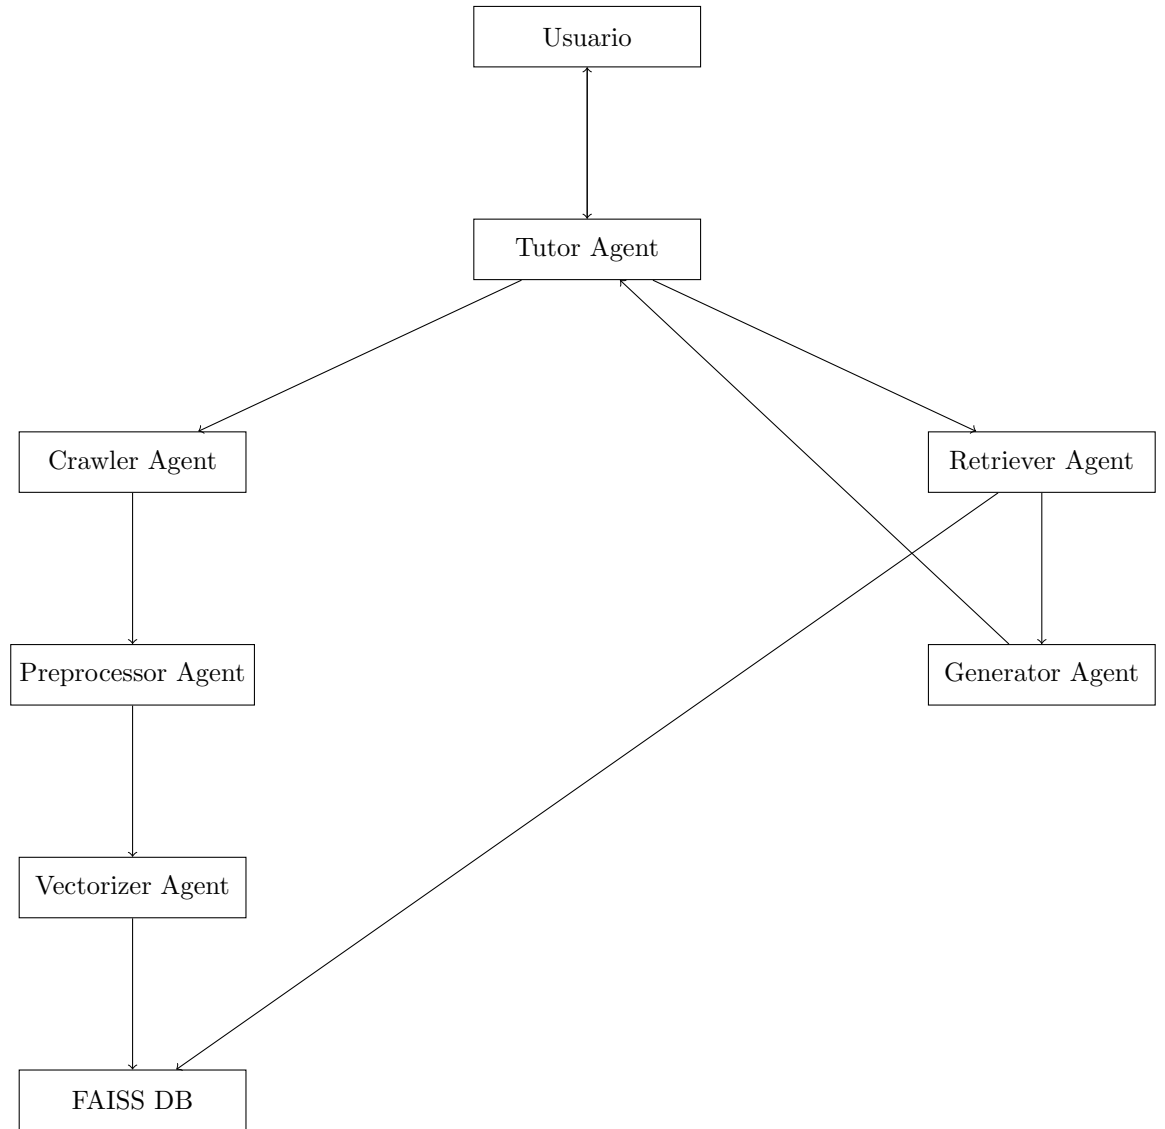 Usuario
Tutor Agent
Crawler Agent
Retriever Agent
Preprocessor Agent
Generator Agent
Vectorizer Agent
FAISS DB